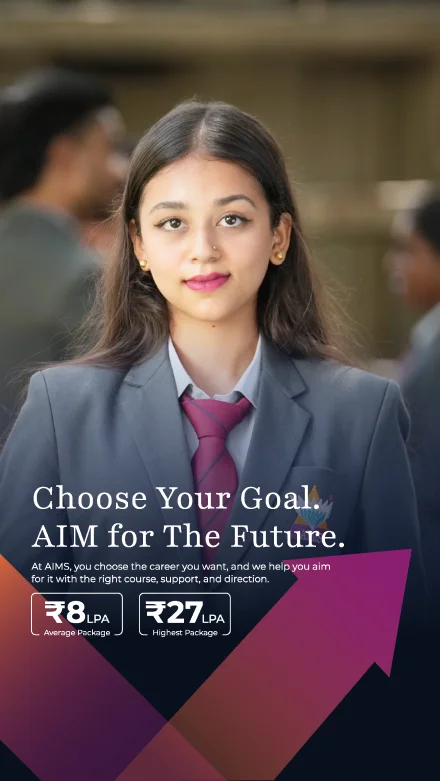 Choose Your Goal.
AIM for The Future.
At AIMS, you choose the career you want, and we help you aim
for it with the right course, support, and direction.
₹8LPA
Average Package
₹27LPA
Highest Package